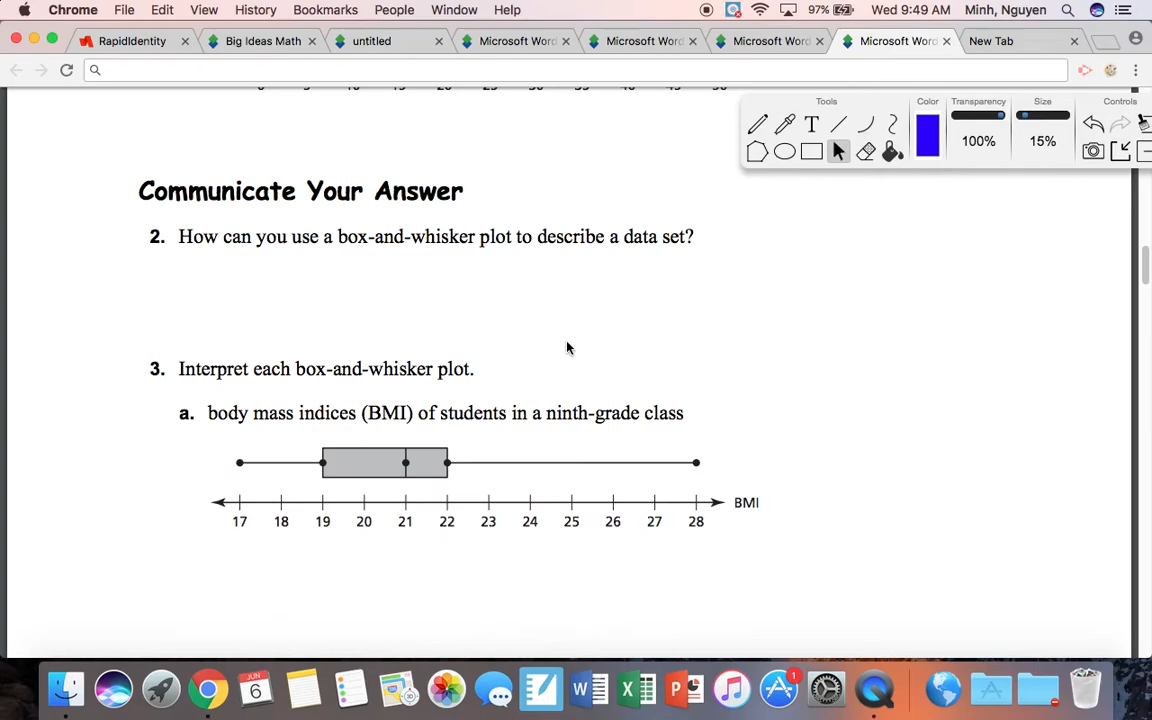 Chrome File Edit View History Bookmarks People Window Help 97% Wed 9:49 AM Minh, Nguyen
RapidIdentity Big Ideas Math untitled Microsoft Word Microsoft Word Microsoft Word Microsoft Word New Tab
Tools Color Transparency Size Controls
T
100% 15%
Communicate Your Answer
2. How can you use a box-and-whisker plot to describe a data set?
3. Interpret each box-and-whisker plot.
a. body mass indices (BMI) of students in a ninth-grade class
BMI
17 18 19 20 21 22 23 24 25 26 27 28
JUN
6
1